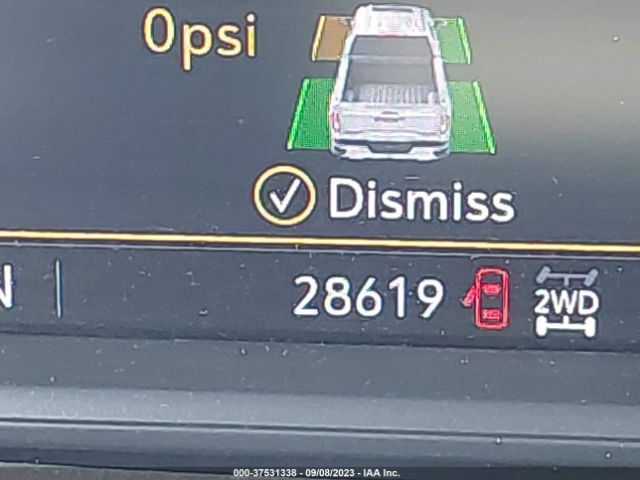 0psi
Dismiss
N 28619 2WD
000-37531338 - 09/08/2023 - IAA Inc.